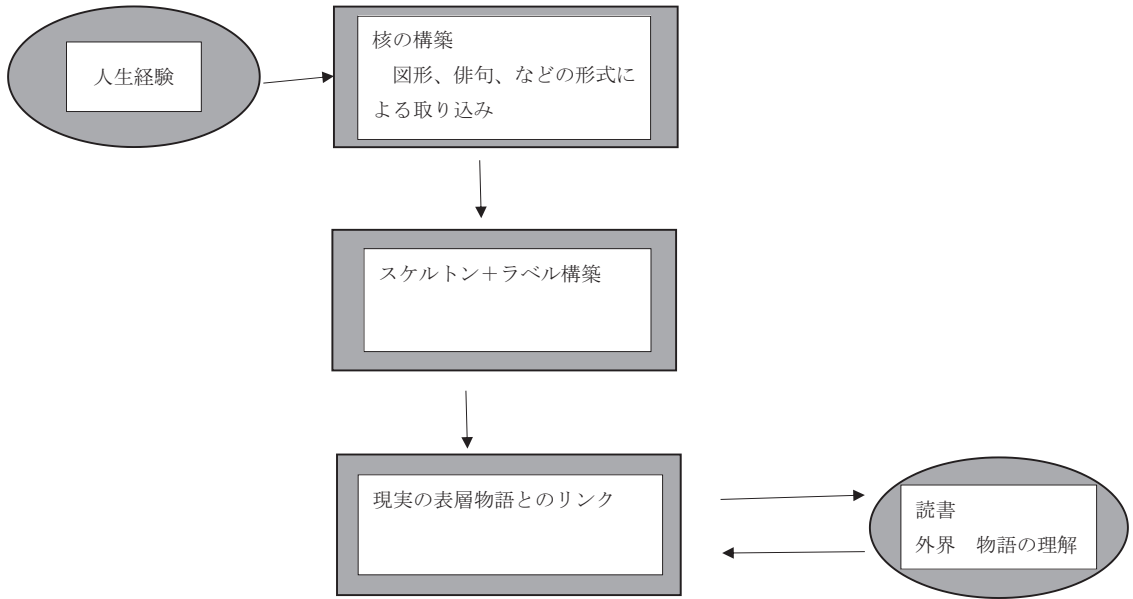 人生経験
核の構築
図形、俳句、などの形式に
よる取り込み
スケルトン＋ラベル構築
現実の表層物語とのリンク
読書
外界　物語の理解